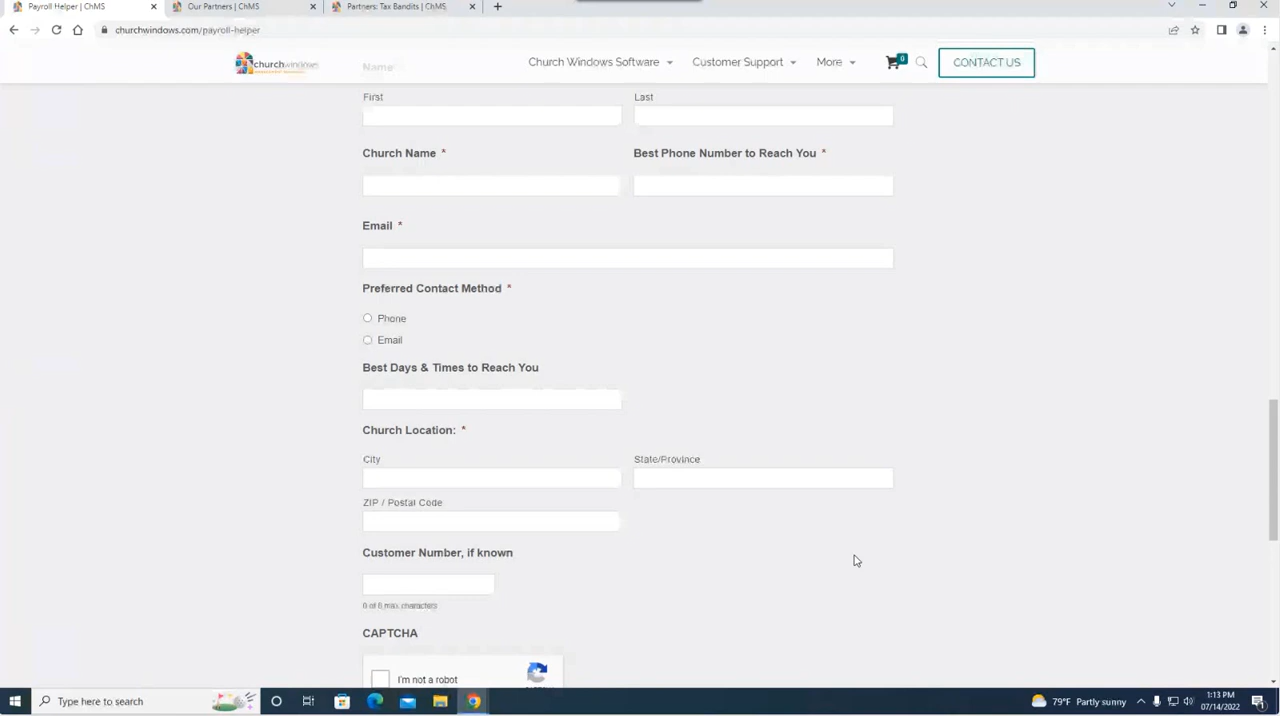 Payroll Helper | ChMS
Our Partners | ChMS
Partners: Tax Bandits | ChMS
churchwindows.com/payroll-helper
churchwindows
Church Windows Software
Customer Support
More
0
CONTACT US
Name
First
Last
Church Name *
Best Phone Number to Reach You *
Email *
Preferred Contact Method *
Phone
Email
Best Days & Times to Reach You
Church Location: *
City
State/Province
ZIP / Postal Code
Customer Number, if known
0 of 6 max characters
CAPTCHA
I'm not a robot
Type here to search
79°F Partly sunny
1:13 PM
07/14/2022